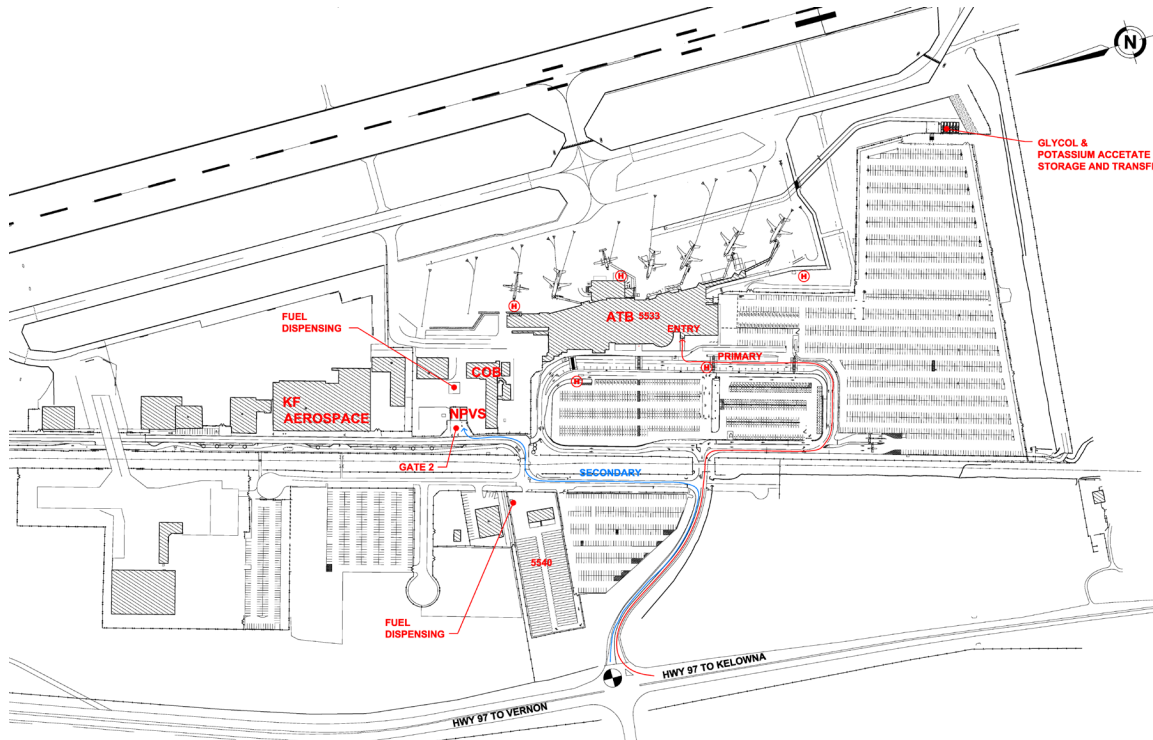 N
GLYCOL &
POTASSIUM ACCETATE
STORAGE AND TRANSF
H
H
H
FUEL
DISPENSING
ATB 5533
ENTRY
PRIMARY
H
H
COB
KF
AEROSPACE
NPVS
GATE 2
SECONDARY
5540
FUEL
DISPENSING
HWY 97 TO KELOWNA
HWY 97 TO VERNON